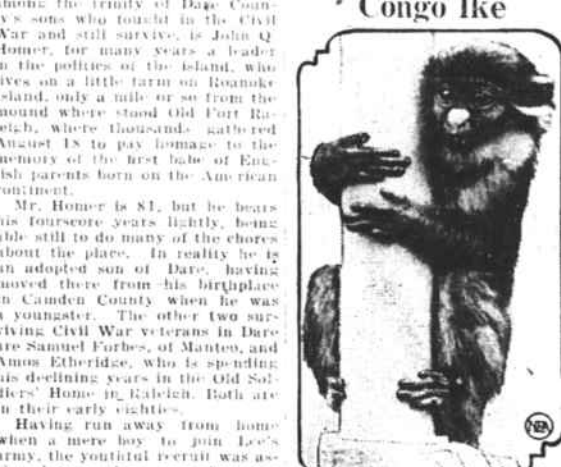 among the trinity of Dare Coun-
y's sons who fought in the Civil
War and still survive, is John Q
Homer, for many years a leader
n the politics of the island, who
ives on a little farm on Roanoke
sland, only a mile or so from the
mound where stood Old Fort Ra-
eigh, where thousands gathered
August 18 to pay homage to the
memory of the first babe of Eng-
ish parents born on the American
continent.
Mr. Homer is 81, but he bears
his fourscore years lightly, being
able still to do many of the chores
about the place. In reality he is
an adopted son of Dare, having
moved there from his birthplace
n Camden County when he was
a youngster. The other two sur-
viving Civil War veterans in Dare
are Samuel Forbes, of Manteo, and
Amos Etheridge, who is spending
his declining years in the Old Sol-
diers' Home in Raleigh. Both are
n their early eighties.
Having run away from home
when a mere boy to join Lee's
army, the youthful recruit was as-
Congo Ike
NEA